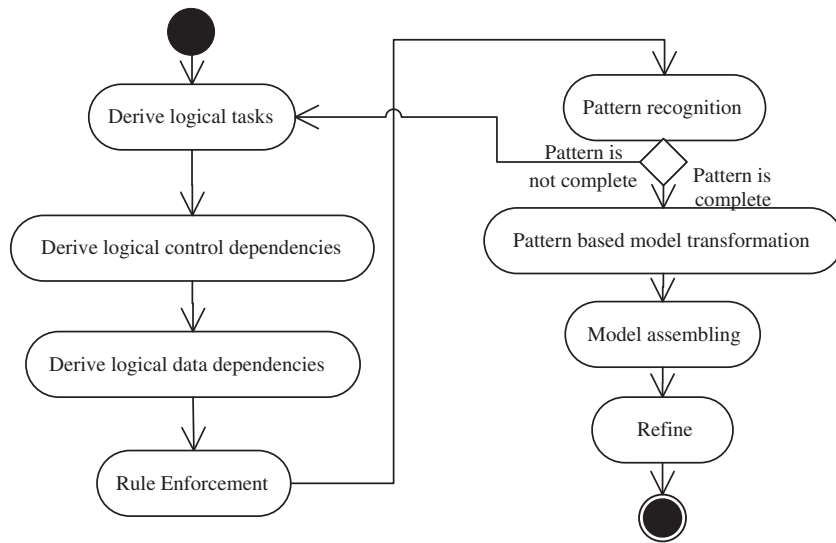 Derive logical tasks
Derive logical control dependencies
Derive logical data dependencies
Rule Enforcement
Pattern recognition
Pattern is
not complete
Pattern is
complete
Pattern based model transformation
Model assembling
Refine